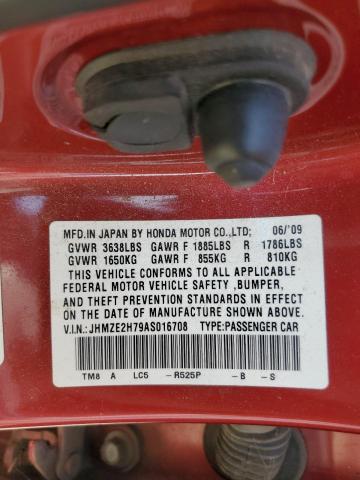 MFD.IN JAPAN BY HONDA MOTOR CO.,LTD; 06/'09
GVWR 3638LBS GAWR F 1885LBS R 1786LBS
GVWR 1650KG GAWR F 855KG R 810KG
THIS VEHICLE CONFORMS TO ALL APPLICABLE
FEDERAL MOTOR VEHICLE SAFETY ,BUMPER,
AND THEFT PREVENTION STANDARDS IN EFFECT
ON THE DATE OF MANUFACTURE SHOWN ABOVE.
V.I.N.: JHMZE2H79AS016708 TYPE:PASSENGER CAR
TM8 A LC5 -R525P -B -S